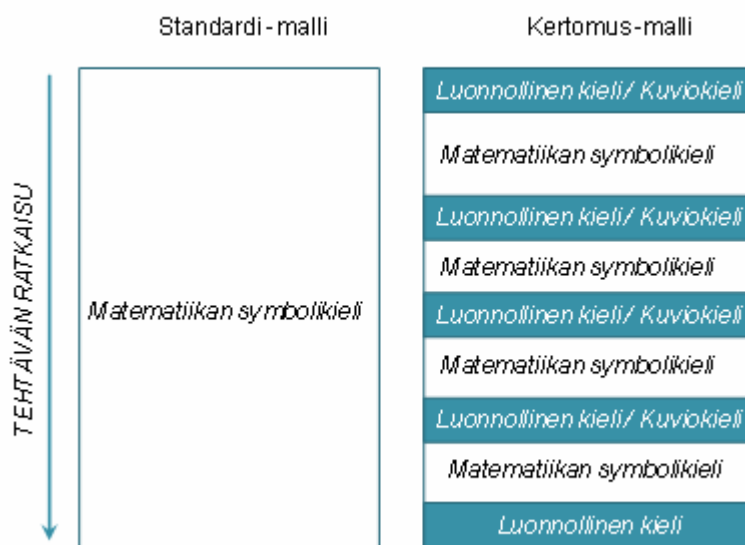 Standardi-malli
Kertomus-malli
TEHTÄVÄN RATKAISU
Matematiikan symbolikieli
Luonnollinen kieli/ Kuviokieli
Matematiikan symbolikieli
Luonnollinen kieli/ Kuviokieli
Matematiikan symbolikieli
Luonnollinen kieli/ Kuviokieli
Matematiikan symbolikieli
Luonnollinen kieli/ Kuviokieli
Matematiikan symbolikieli
Luonnollinen kieli